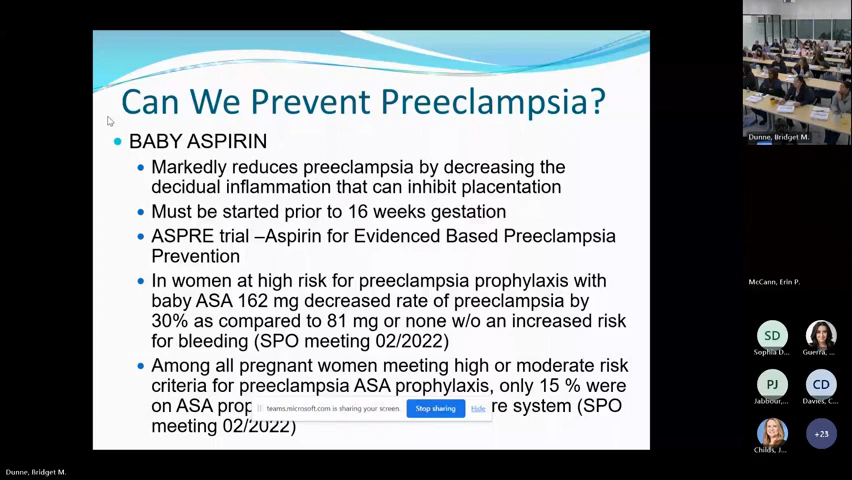 Can We Prevent Preeclampsia?
BABY ASPIRIN
Markedly reduces preeclampsia by decreasing the
decidual inflammation that can inhibit placentation
Must be started prior to 16 weeks gestation
ASPRE trial –Aspirin for Evidenced Based Preeclampsia
Prevention
In women at high risk for preeclampsia prophylaxis with
baby ASA 162 mg decreased rate of preeclampsia by
30% as compared to 81 mg or none w/o an increased risk
for bleeding (SPO meeting 02/2022)
Among all pregnant women meeting high or moderate risk
criteria for preeclampsia ASA prophylaxis, only 15 % were
on ASA prop re system (SPO
meeting 02/2022)
teams.microsoft.com is sharing your screen.
Stop sharing
Hide
Dunne, Bridget M.
McCann, Erin P.
SD
Sophia D...
Guerra, ...
PJ
CD
Jabbour,...
Davies, C...
Childs, J...
+23
Dunne, Bridget M.